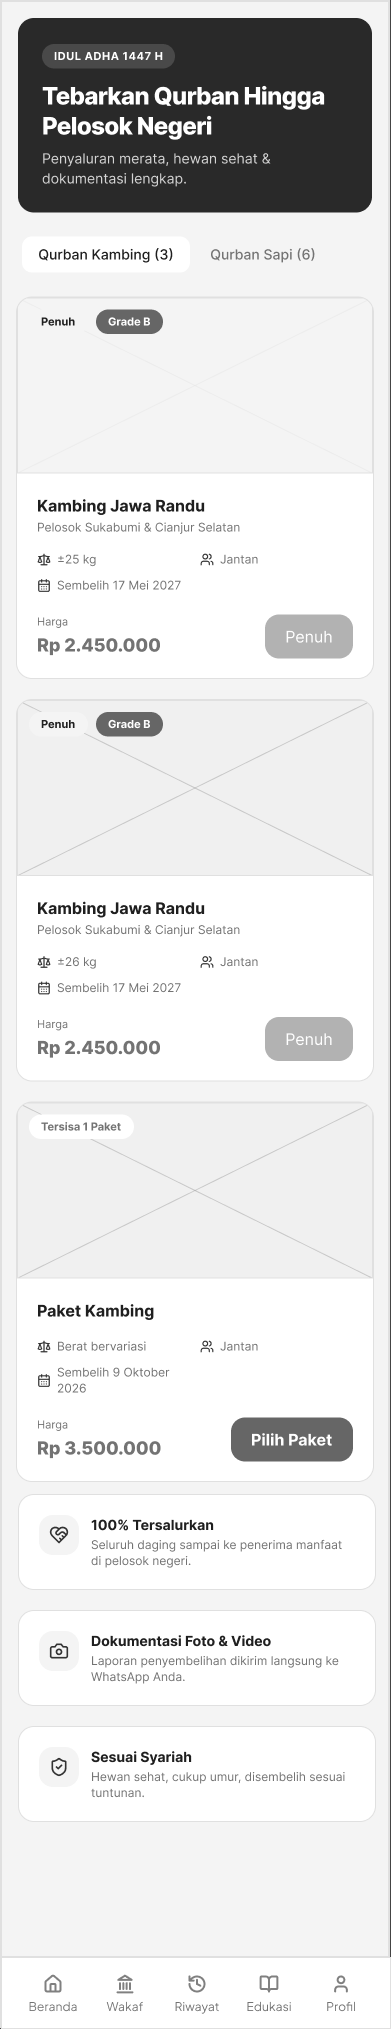 IDUL ADHA 1447 H
Tebarkan Qurban Hingga
Pelosok Negeri
Penyaluran merata, hewan sehat &
dokumentasi lengkap.
Qurban Kambing (3)
Qurban Sapi (6)
Penuh
Grade B
Kambing Jawa Randu
Pelosok Sukabumi & Cianjur Selatan
±25 kg
Jantan
Sembelih 17 Mei 2027
Harga
Rp 2.450.000
Penuh
Penuh
Grade B
Kambing Jawa Randu
Pelosok Sukabumi & Cianjur Selatan
±26 kg
Jantan
Sembelih 17 Mei 2027
Harga
Rp 2.450.000
Penuh
Tersisa 1 Paket
Paket Kambing
Berat bervariasi
Jantan
Sembelih 9 Oktober
2026
Harga
Rp 3.500.000
Pilih Paket
100% Tersalurkan
Seluruh daging sampai ke penerima manfaat
di pelosok negeri.
Dokumentasi Foto & Video
Laporan penyembelihan dikirim langsung ke
WhatsApp Anda.
Sesuai Syariah
Hewan sehat, cukup umur, disembelih sesuai
tuntunan.
Beranda
Wakaf
Riwayat
Edukasi
Profil